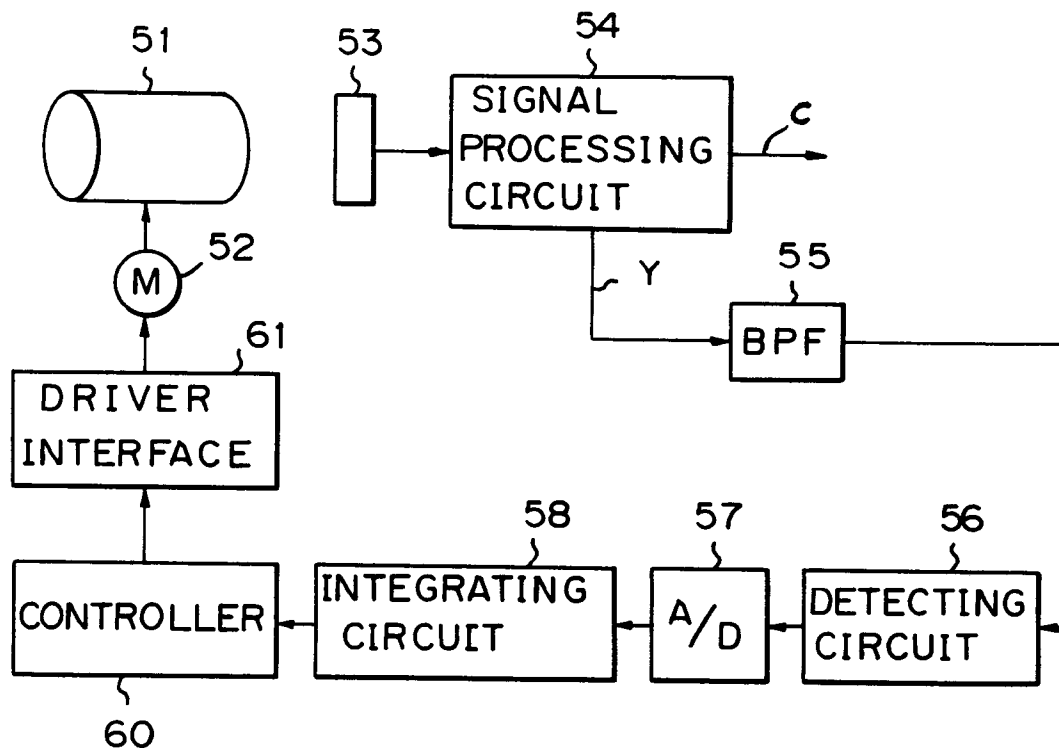 51
53
54
SIGNAL
PROCESSING
CIRCUIT
C
52
M
Y
55
BPF
61
DRIVER
INTERFACE
58
57
56
CONTROLLER
INTEGRATING
CIRCUIT
A/D
DETECTING
CIRCUIT
60